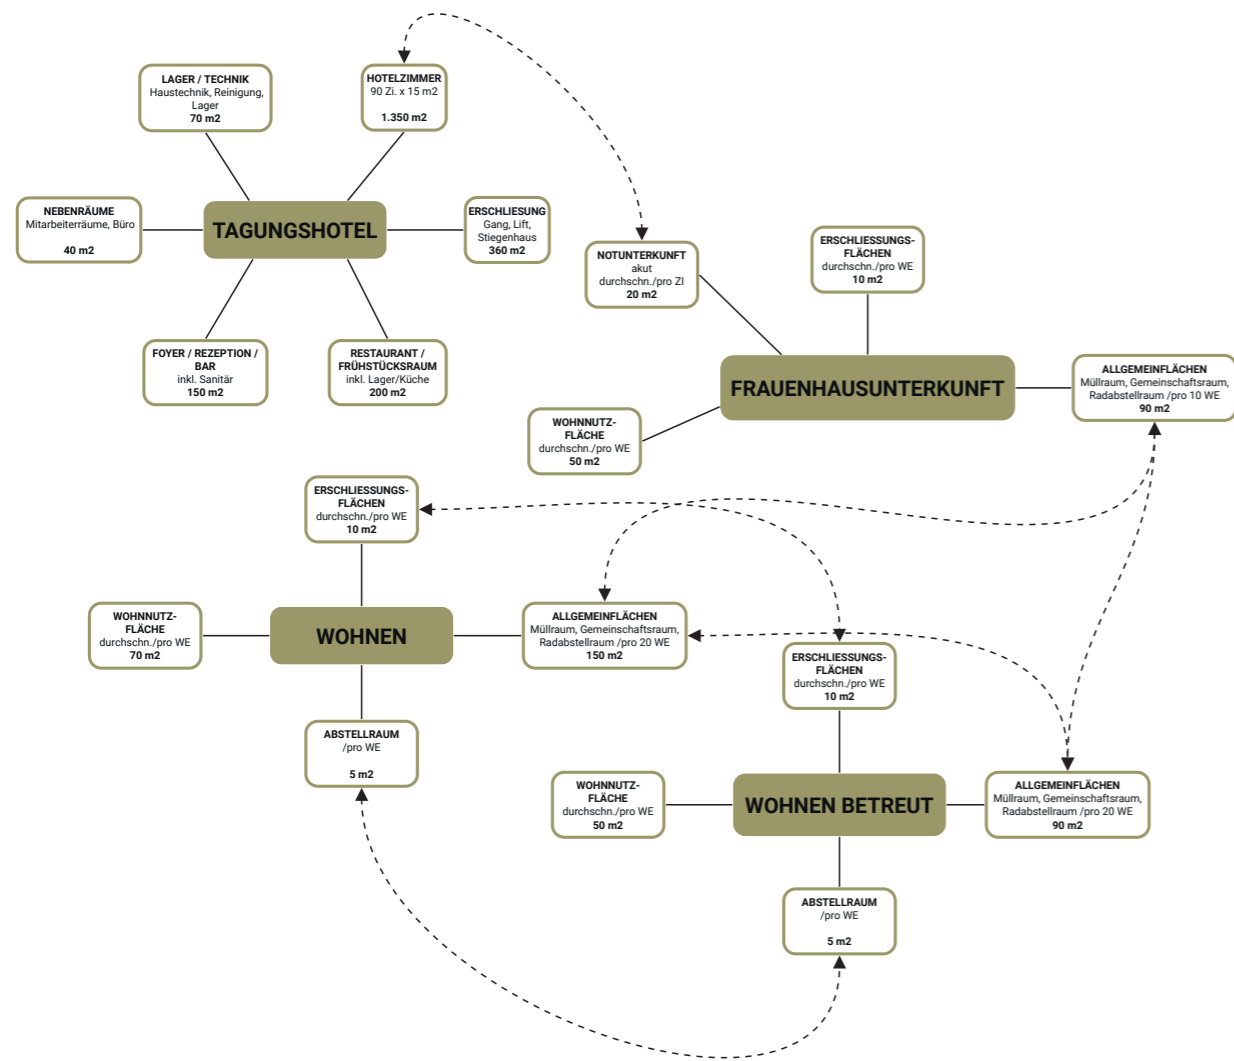 LAGER / TECHNIK
Haustechnik, Reinigung,
Lager
70 m2
HOTELZIMMER
90 Zi. x 15 m2
1.350 m2
NEBENRÄUME
Mitarbeiterräume, Büro
40 m2
TAGUNGSHOTEL
ERSCHLIESUNG
Gang, Lift,
Stiegenhaus
360 m2
FOYER / REZEPTION /
BAR
inkl. Sanitär
150 m2
RESTAURANT /
FRÜHSTÜCKSRAUM
inkl. Lager/Küche
200 m2
NOTUNTERKUNFT
akut
durchschn./pro ZI
20 m2
ERSCHLIESSUNGS-
FLÄCHEN
durchschn./pro WE
10 m2
FRAUENHAUSUNTERKUNFT
ALLGEMEINFLÄCHEN
Müllraum, Gemeinschaftsraum,
Radabstellraum /pro 10 WE
90 m2
WOHNNUTZ-
FLÄCHE
durchschn./pro WE
50 m2
ERSCHLIESSUNGS-
FLÄCHEN
durchschn./pro WE
10 m2
WOHNNUTZ-
FLÄCHE
durchschn./pro WE
70 m2
WOHNEN
ALLGEMEINFLÄCHEN
Müllraum, Gemeinschaftsraum,
Radabstellraum /pro 20 WE
150 m2
ABSTELLRAUM
/pro WE
5 m2
ERSCHLIESSUNGS-
FLÄCHEN
durchschn./pro WE
10 m2
WOHNNUTZ-
FLÄCHE
durchschn./pro WE
50 m2
WOHNEN BETREUT
ALLGEMEINFLÄCHEN
Müllraum, Gemeinschaftsraum,
Radabstellraum /pro 20 WE
90 m2
ABSTELLRAUM
/pro WE
5 m2